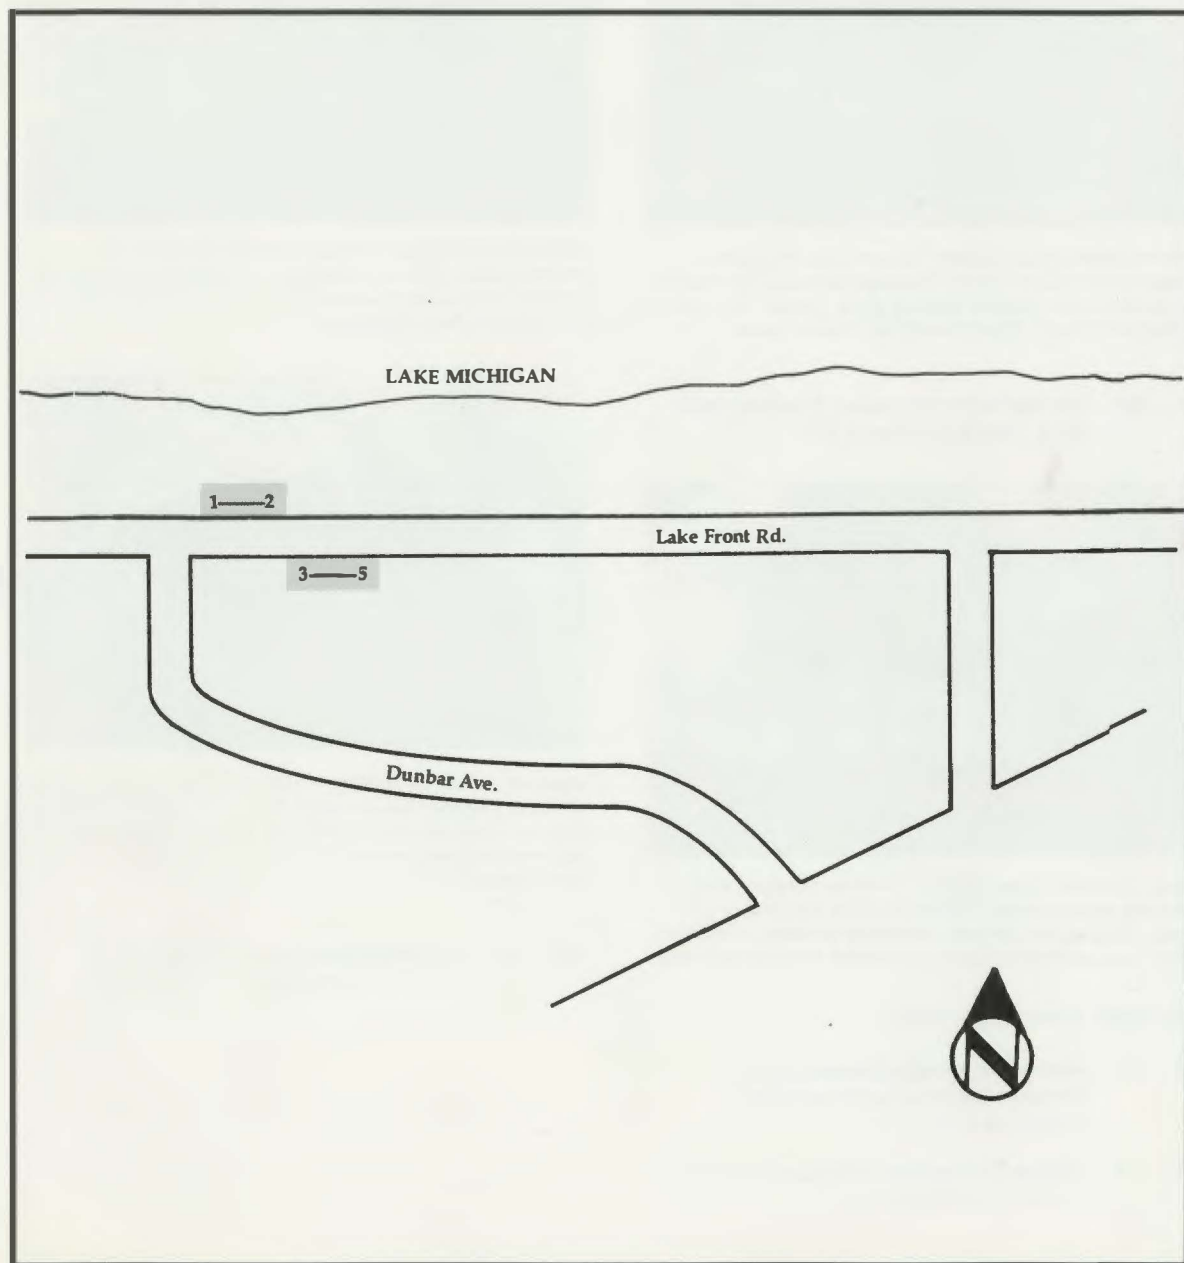 LAKE MICHIGAN
1——2
Lake Front Rd.
3——5
Dunbar Ave.
N